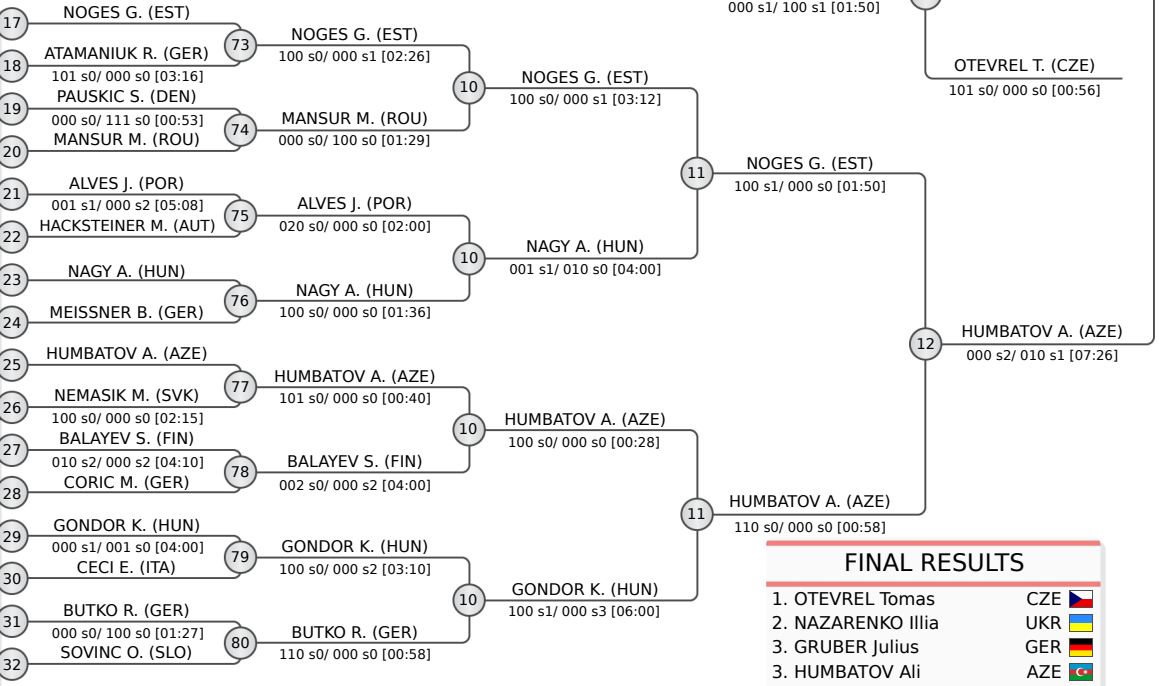 000 s1/ 100 s1 [01:50]
OTEVREL T. (CZE)
101 s0/ 000 s0 [00:56]
17
NOGES G. (EST)
73
18
ATAMANIUK R. (GER)
101 s0/ 000 s0 [03:16]
NOGES G. (EST)
100 s0/ 000 s1 [02:26]
10
19
PAUSKIC S. (DEN)
000 s0/ 111 s0 [00:53]
74
20
MANSUR M. (ROU)
MANSUR M. (ROU)
000 s0/ 100 s0 [01:29]
NOGES G. (EST)
100 s0/ 000 s1 [03:12]
11
21
ALVES J. (POR)
001 s1/ 000 s2 [05:08]
75
22
HACKSTEINER M. (AUT)
ALVES J. (POR)
020 s0/ 000 s0 [02:00]
10
23
NAGY A. (HUN)
76
24
MEISSNER B. (GER)
NAGY A. (HUN)
100 s0/ 000 s0 [01:36]
NAGY A. (HUN)
001 s1/ 010 s0 [04:00]
NOGES G. (EST)
100 s1/ 000 s0 [01:50]
12
25
HUMBATOV A. (AZE)
77
26
NEMASIK M. (SVK)
100 s0/ 000 s0 [02:15]
HUMBATOV A. (AZE)
101 s0/ 000 s0 [00:40]
10
27
BALAYEV S. (FIN)
010 s2/ 000 s2 [04:10]
78
28
CORIC M. (GER)
BALAYEV S. (FIN)
002 s0/ 000 s2 [04:00]
HUMBATOV A. (AZE)
100 s0/ 000 s0 [00:28]
11
29
GONDOR K. (HUN)
000 s1/ 001 s0 [04:00]
79
30
CECI E. (ITA)
GONDOR K. (HUN)
100 s0/ 000 s2 [03:10]
10
31
BUTKO R. (GER)
000 s0/ 100 s0 [01:27]
80
32
SOVINC O. (SLO)
BUTKO R. (GER)
110 s0/ 000 s0 [00:58]
GONDOR K. (HUN)
100 s1/ 000 s3 [06:00]
HUMBATOV A. (AZE)
110 s0/ 000 s0 [00:58]
HUMBATOV A. (AZE)
000 s2/ 010 s1 [07:26]
FINAL RESULTS
1. OTEVREL Tomas CZE
2. NAZARENKO Illia UKR
3. GRUBER Julius GER
3. HUMBATOV Ali AZE